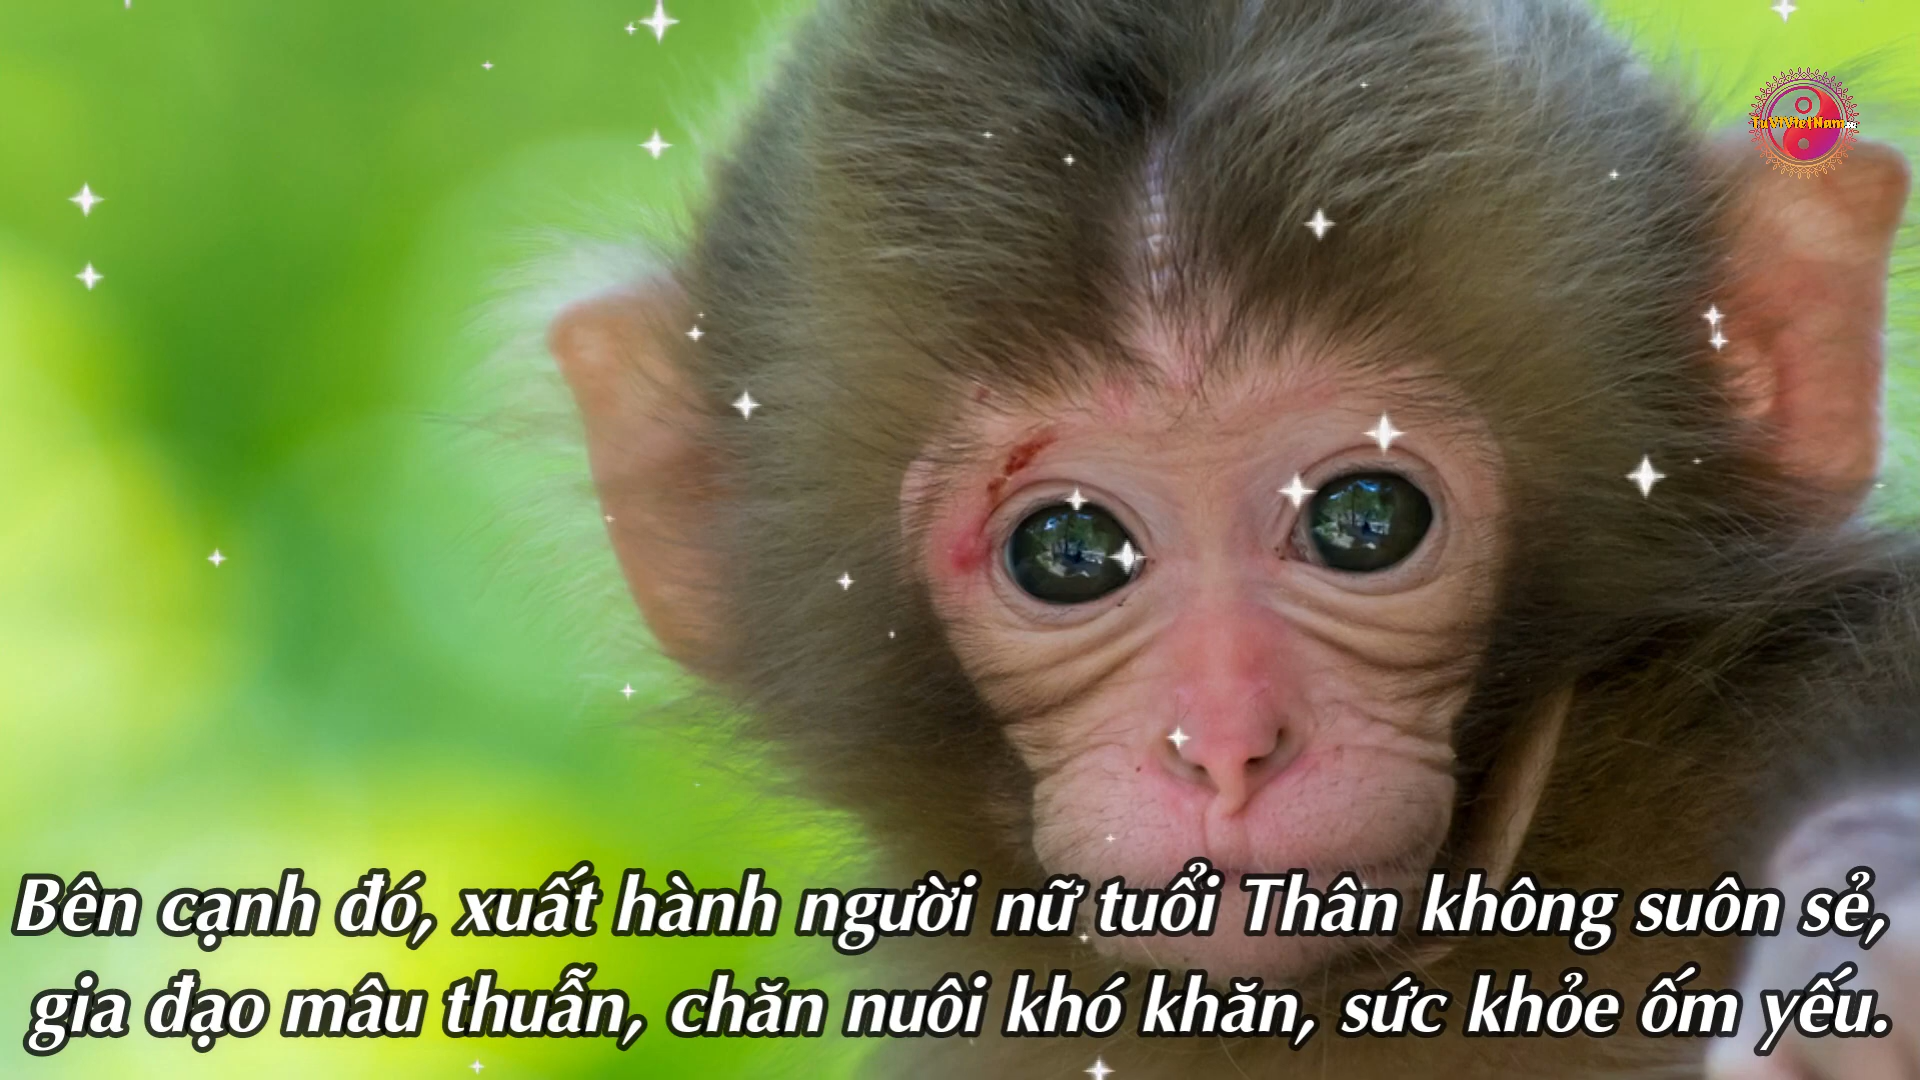 TuViVietNam
Bên cạnh đó, xuất hành người nữ tuổi Thân không suôn sẻ,
gia đạo mâu thuẫn, chăn nuôi khó khăn, sức khỏe ốm yếu.